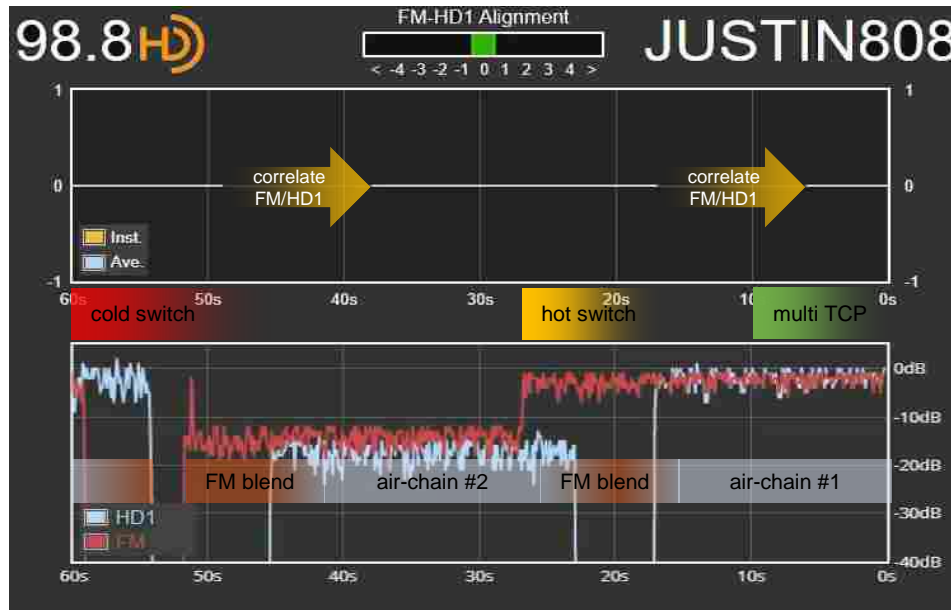 98.8 HD
FM-HD1 Alignment
< -4 -3 -2 -1 0 1 2 3 4 >
JUSTIN808
1 1
correlate FM/HD1 correlate FM/HD1
0 0
Inst.
Ave.
-1 -1
60s 50s 40s 30s 20s 10 0s
cold switch hot switch multi TCP
0dB
-10dB
-20dB
FM blend air-chain #2 FM blend air-chain #1
HD1
-30dB
FM
-40dB
60s 50s 40s 30s 20s 10s 0s